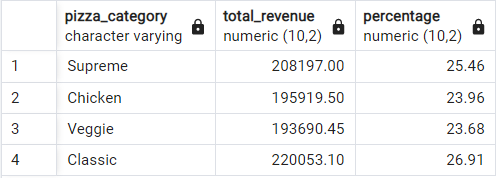 pizza_category total_revenue percentage
character varying numeric (10,2) numeric (10,2)
1 Supreme 208197.00 25.46
2 Chicken 195919.50 23.96
3 Veggie 193690.45 23.68
4 Classic 220053.10 26.91